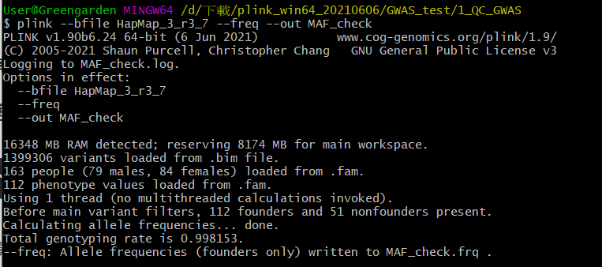 User@Greengarden MINGW64 /d/下載/plink_win64_20210606/GWAS_test/1_QC_GWAS
$ plink --bfile HapMap_3_r3_7 --freq --out MAF_check
PLINK v1.90b6.24 64-bit (6 Jun 2021) www.cog-genomics.org/plink/1.9/
(C) 2005-2021 Shaun Purcell, Christopher Chang GNU General Public License v3
Logging to MAF_check.log.
Options in effect:
--bfile HapMap_3_r3_7
--freq
--out MAF_check
16348 MB RAM detected; reserving 8174 MB for main workspace.
1399306 variants loaded from .bim file.
163 people (79 males, 84 females) loaded from .fam.
112 phenotype values loaded from .fam.
Using 1 thread (no multithreaded calculations invoked).
Before main variant filters, 112 founders and 51 nonfounders present.
Calculating allele frequencies... done.
Total genotyping rate is 0.998153.
--freq: Allele frequencies (founders only) written to MAF_check.frq .